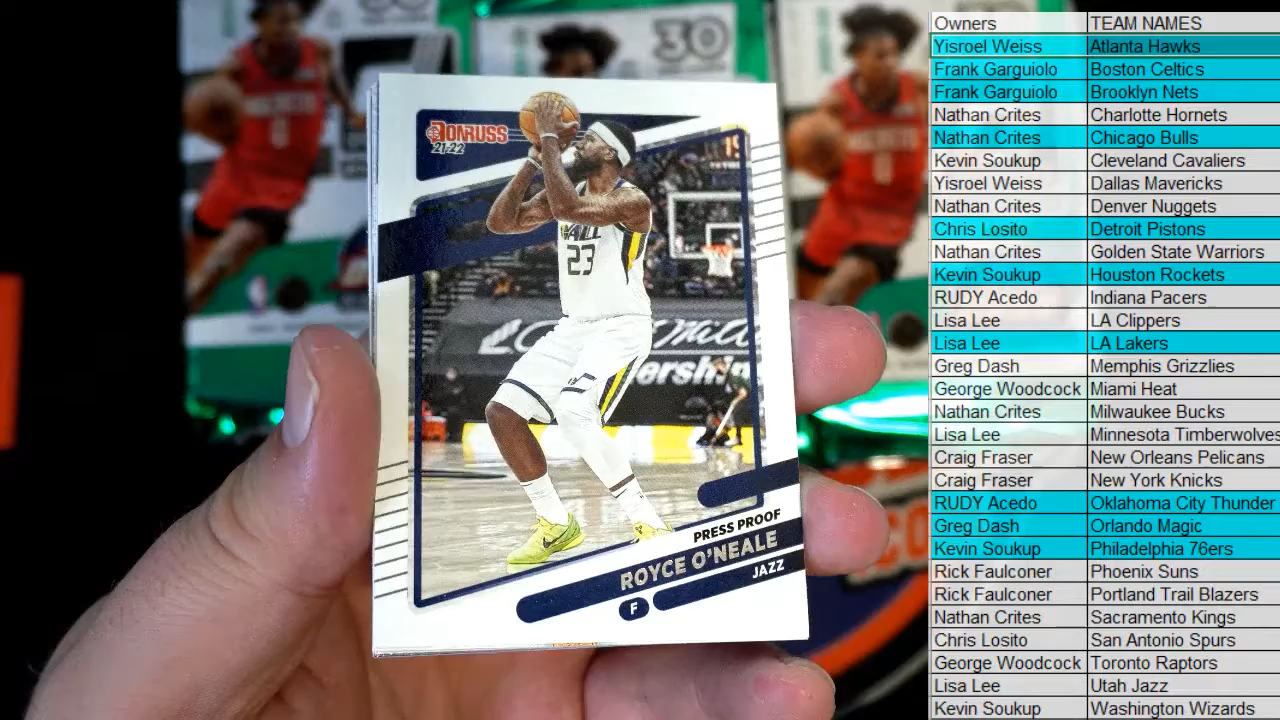 30
DONRUSS
21-22
23
PRESS PROOF
ROYCE O'NEALE
JAZZ
F
Owners TEAM NAMES
Yisroel Weiss Atlanta Hawks
Frank Garguiolo Boston Celtics
Frank Garguiolo Brooklyn Nets
Nathan Crites Charlotte Hornets
Nathan Crites Chicago Bulls
Kevin Soukup Cleveland Cavaliers
Yisroel Weiss Dallas Mavericks
Nathan Crites Denver Nuggets
Chris Losito Detroit Pistons
Nathan Crites Golden State Warriors
Kevin Soukup Houston Rockets
RUDY Acedo Indiana Pacers
Lisa Lee LA Clippers
Lisa Lee LA Lakers
Greg Dash Memphis Grizzlies
George Woodcock Miami Heat
Nathan Crites Milwaukee Bucks
Lisa Lee Minnesota Timberwolves
Craig Fraser New Orleans Pelicans
Craig Fraser New York Knicks
RUDY Acedo Oklahoma City Thunder
Greg Dash Orlando Magic
Kevin Soukup Philadelphia 76ers
Rick Faulconer Phoenix Suns
Rick Faulconer Portland Trail Blazers
Nathan Crites Sacramento Kings
Chris Losito San Antonio Spurs
George Woodcock Toronto Raptors
Lisa Lee Utah Jazz
Kevin Soukup Washington Wizards